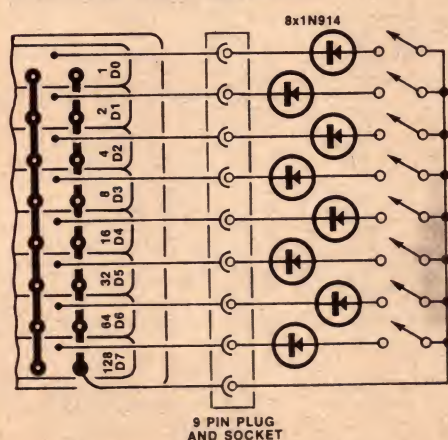 8x1N914
1
D0
2
D1
4
D2
8
D3
16
D4
32
D5
64
D6
128
D7
9 PIN PLUG
AND SOCKET